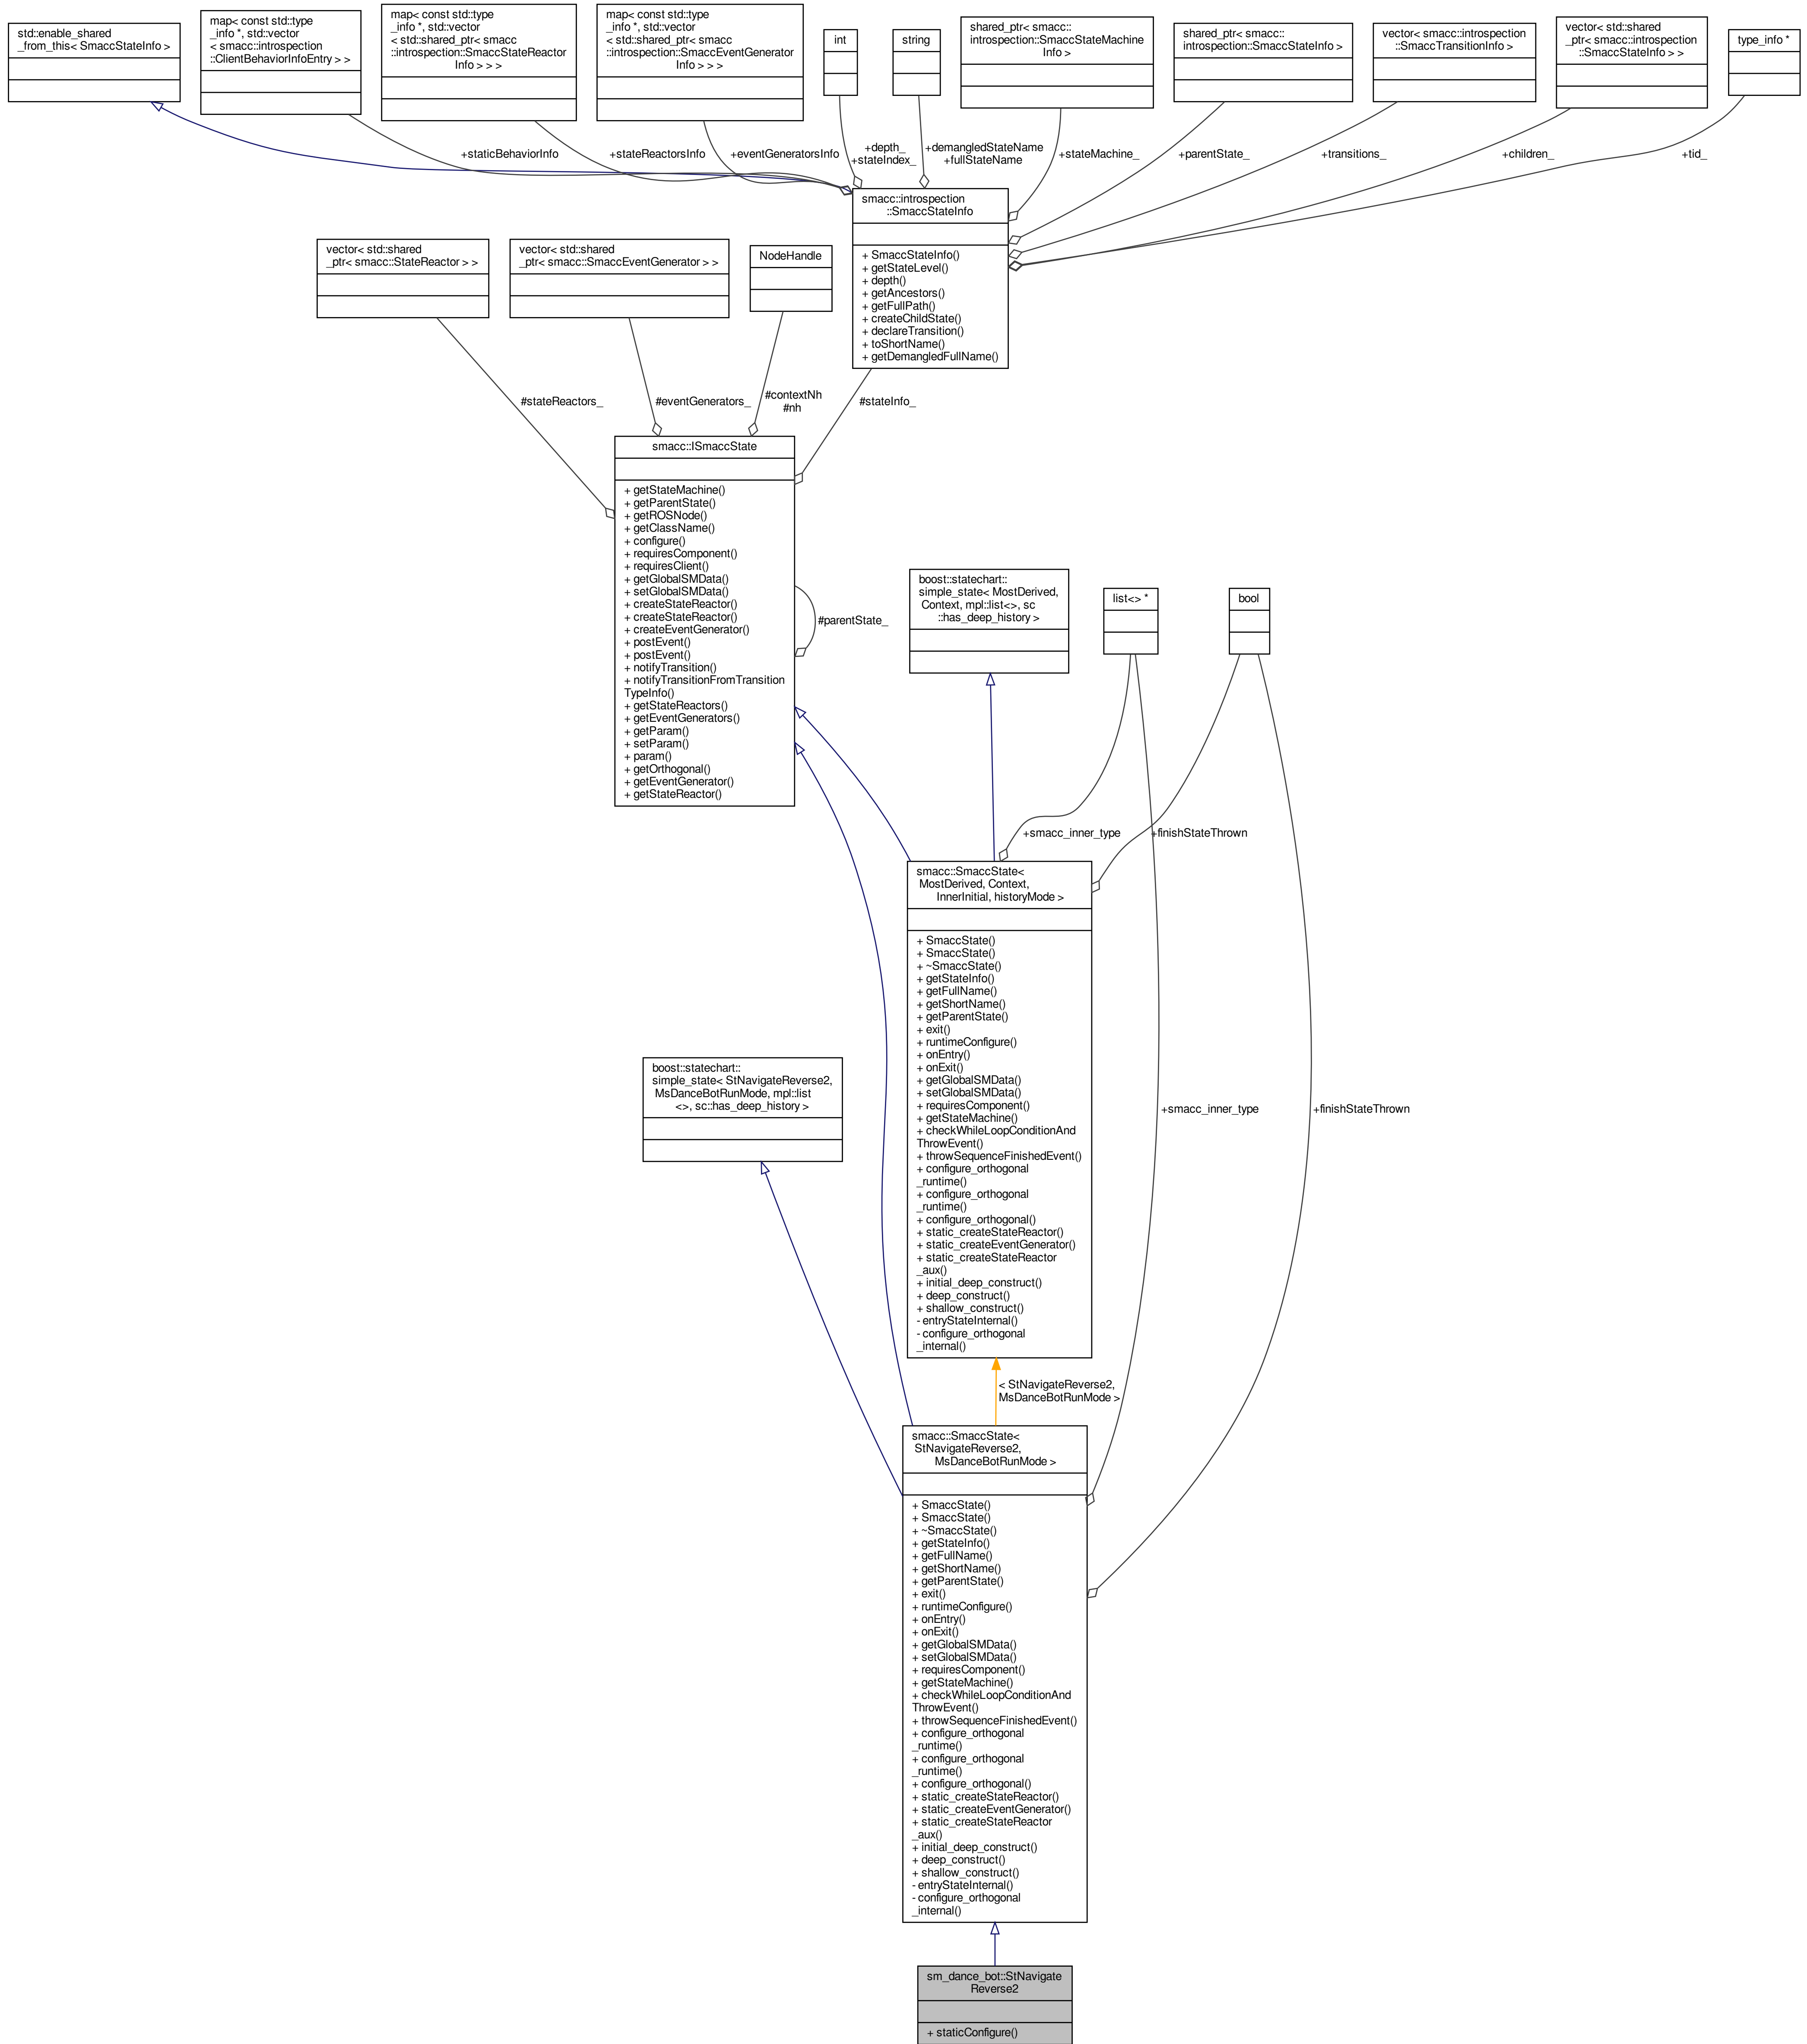 std::enable_shared
_from_this< SmaccStateInfo >
map< const std::type
_info *, std::vector
< smacc::introspection
::ClientBehaviorInfoEntry > >
map< const std::type
_info *, std::vector
< std::shared_ptr< smacc
::introspection::SmaccStateReactor
Info > > >
map< const std::type
_info *, std::vector
< std::shared_ptr< smacc
::introspection::SmaccEventGenerator
Info > > >
int
string
shared_ptr< smacc::
introspection::SmaccStateMachine
Info >
shared_ptr< smacc::
introspection::SmaccStateInfo >
vector< smacc::introspection
::SmaccTransitionInfo >
vector< std::shared
_ptr< smacc::introspection
::SmaccStateInfo > >
type_info *
+staticBehaviorInfo
+stateReactorsInfo
+eventGeneratorsInfo
+depth_
+stateIndex_
+demangledStateName
+fullStateName
+stateMachine_
+parentState_
+transitions_
+children_
+tid_
smacc::introspection
::SmaccStateInfo
+ SmaccStateInfo()
+ getStateLevel()
+ depth()
+ getAncestors()
+ getFullPath()
+ createChildState()
+ declareTransition()
+ toShortName()
+ getDemangledFullName()
vector< std::shared
_ptr< smacc::StateReactor > >
vector< std::shared
_ptr< smacc::SmaccEventGenerator > >
NodeHandle
#stateReactors_
#eventGenerators_
#contextNh
#nh
#stateInfo_
smacc::ISmaccState
+ getStateMachine()
+ getParentState()
+ getROSNode()
+ getClassName()
+ configure()
+ requiresComponent()
+ requiresClient()
+ getGlobalSMData()
+ setGlobalSMData()
+ createStateReactor()
+ createStateReactor()
+ createEventGenerator()
+ postEvent()
+ postEvent()
+ notifyTransition()
+ notifyTransitionFromTransition
TypeInfo()
+ getStateReactors()
+ getEventGenerators()
+ getParam()
+ setParam()
+ param()
+ getOrthogonal()
+ getEventGenerator()
+ getStateReactor()
#parentState_
boost::statechart::
simple_state< MostDerived,
Context, mpl::list<>, sc
::has_deep_history >
list<> *
bool
+smacc_inner_type
+finishStateThrown
smacc::SmaccState<
MostDerived, Context,
InnerInitial, historyMode >
+ SmaccState()
+ SmaccState()
+ ~SmaccState()
+ getStateInfo()
+ getFullName()
+ getShortName()
+ getParentState()
+ exit()
+ runtimeConfigure()
+ onEntry()
+ onExit()
+ getGlobalSMData()
+ setGlobalSMData()
+ requiresComponent()
+ getStateMachine()
+ checkWhileLoopConditionAnd
ThrowEvent()
+ throwSequenceFinishedEvent()
+ configure_orthogonal
_runtime()
+ configure_orthogonal
_runtime()
+ configure_orthogonal()
+ static_createStateReactor()
+ static_createEventGenerator()
+ static_createStateReactor
_aux()
+ initial_deep_construct()
+ deep_construct()
+ shallow_construct()
- entryStateInternal()
- configure_orthogonal
_internal()
boost::statechart::
simple_state< StNavigateReverse2,
MsDanceBotRunMode, mpl::list
<>, sc::has_deep_history >
+smacc_inner_type
+finishStateThrown
< StNavigateReverse2,
MsDanceBotRunMode >
smacc::SmaccState<
StNavigateReverse2,
MsDanceBotRunMode >
+ SmaccState()
+ SmaccState()
+ ~SmaccState()
+ getStateInfo()
+ getFullName()
+ getShortName()
+ getParentState()
+ exit()
+ runtimeConfigure()
+ onEntry()
+ onExit()
+ getGlobalSMData()
+ setGlobalSMData()
+ requiresComponent()
+ getStateMachine()
+ checkWhileLoopConditionAnd
ThrowEvent()
+ throwSequenceFinishedEvent()
+ configure_orthogonal
_runtime()
+ configure_orthogonal
_runtime()
+ configure_orthogonal()
+ static_createStateReactor()
+ static_createEventGenerator()
+ static_createStateReactor
_aux()
+ initial_deep_construct()
+ deep_construct()
+ shallow_construct()
- entryStateInternal()
- configure_orthogonal
_internal()
sm_dance_bot::StNavigate
Reverse2
+ staticConfigure()